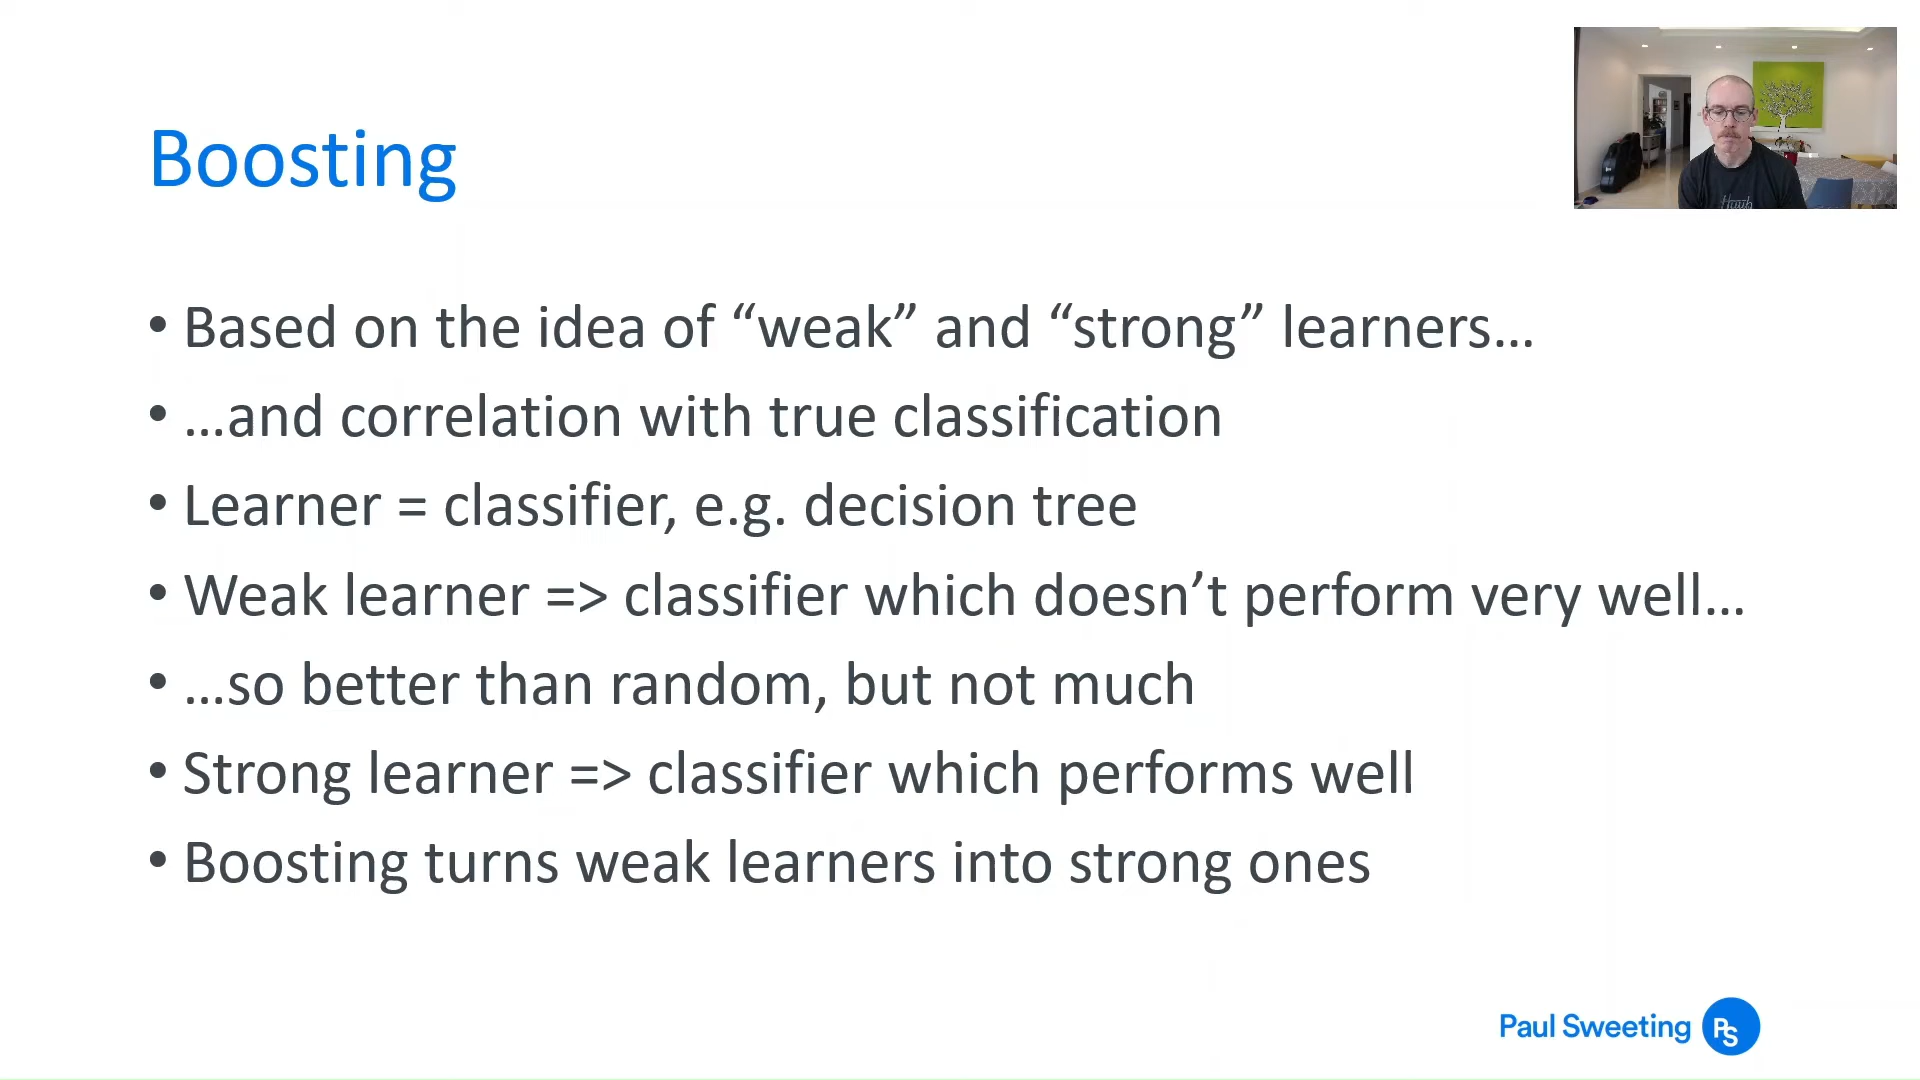 Boosting
• Based on the idea of “weak” and “strong” learners…
• …and correlation with true classification
• Learner = classifier, e.g. decision tree
• Weak learner => classifier which doesn’t perform very well…
• …so better than random, but not much
• Strong learner => classifier which performs well
• Boosting turns weak learners into strong ones
Huub
Paul Sweeting PS